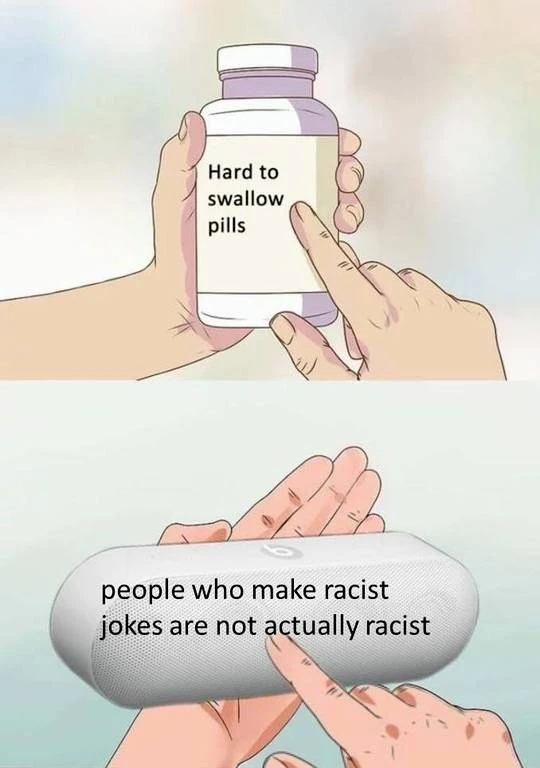 Hard to
swallow
pills
people who make racist
jokes are not actually racist